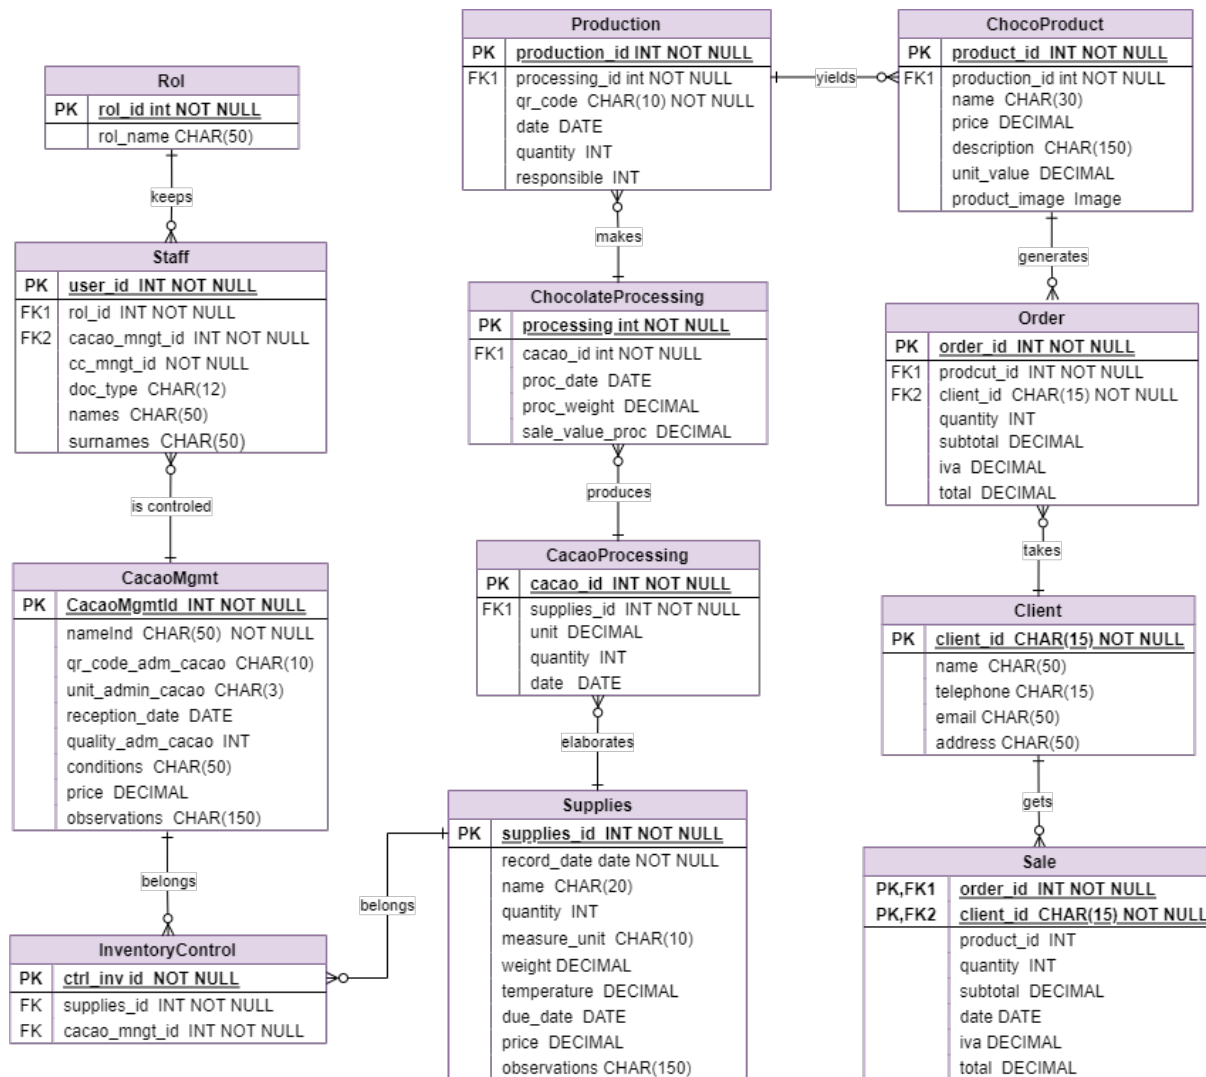 Rol
PK rol_id int NOT NULL
rol_name CHAR(50)
keeps
Staff
PK user_id INT NOT NULL
FK1 rol_id INT NOT NULL
FK2 cacao_mngt_id INT NOT NULL
cc_mngt_id NOT NULL
doc_type CHAR(12)
names CHAR(50)
surnames CHAR(50)
is controled
CacaoMgmt
PK CacaoMgmtId INT NOT NULL
nameInd CHAR(50) NOT NULL
qr_code_adm_cacao CHAR(10)
unit_admin_cacao CHAR(3)
reception_date DATE
quality_adm_cacao INT
conditions CHAR(50)
price DECIMAL
observations CHAR(150)
belongs
InventoryControl
PK ctrl_inv id NOT NULL
FK supplies_id INT NOT NULL
FK cacao_mngt_id INT NOT NULL
belongs
Production
PK production_id INT NOT NULL
FK1 processing_id int NOT NULL
qr_code CHAR(10) NOT NULL
date DATE
quantity INT
responsible INT
yields
makes
ChocolateProcessing
PK processing int NOT NULL
FK1 cacao_id int NOT NULL
proc_date DATE
proc_weight DECIMAL
sale_value_proc DECIMAL
produces
CacaoProcessing
PK cacao_id INT NOT NULL
FK1 supplies_id INT NOT NULL
unit DECIMAL
quantity INT
date DATE
elaborates
Supplies
PK supplies_id INT NOT NULL
record_date date NOT NULL
name CHAR(20)
quantity INT
measure_unit CHAR(10)
weight DECIMAL
temperature DECIMAL
due_date DATE
price DECIMAL
observations CHAR(150)
ChocoProduct
PK product_id INT NOT NULL
FK1 production_id int NOT NULL
name CHAR(30)
price DECIMAL
description CHAR(150)
unit_value DECIMAL
product_image Image
generates
Order
PK order_id INT NOT NULL
FK1 prodcut_id INT NOT NULL
FK2 client_id CHAR(15) NOT NULL
quantity INT
subtotal DECIMAL
iva DECIMAL
total DECIMAL
takes
Client
PK client_id CHAR(15) NOT NULL
name CHAR(50)
telephone CHAR(15)
email CHAR(50)
address CHAR(50)
gets
Sale
PK,FK1 order_id INT NOT NULL
PK,FK2 client_id CHAR(15) NOT NULL
product_id INT
quantity INT
subtotal DECIMAL
date DATE
iva DECIMAL
total DECIMAL